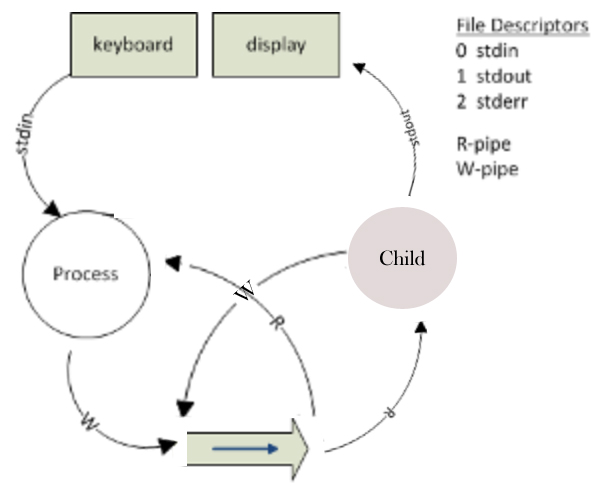 keyboard
display
File Descriptors
0 stdin
1 stdout
2 stderr
R-pipe
W-pipe
stdin
stdout
Process
Child
W
R
W
R